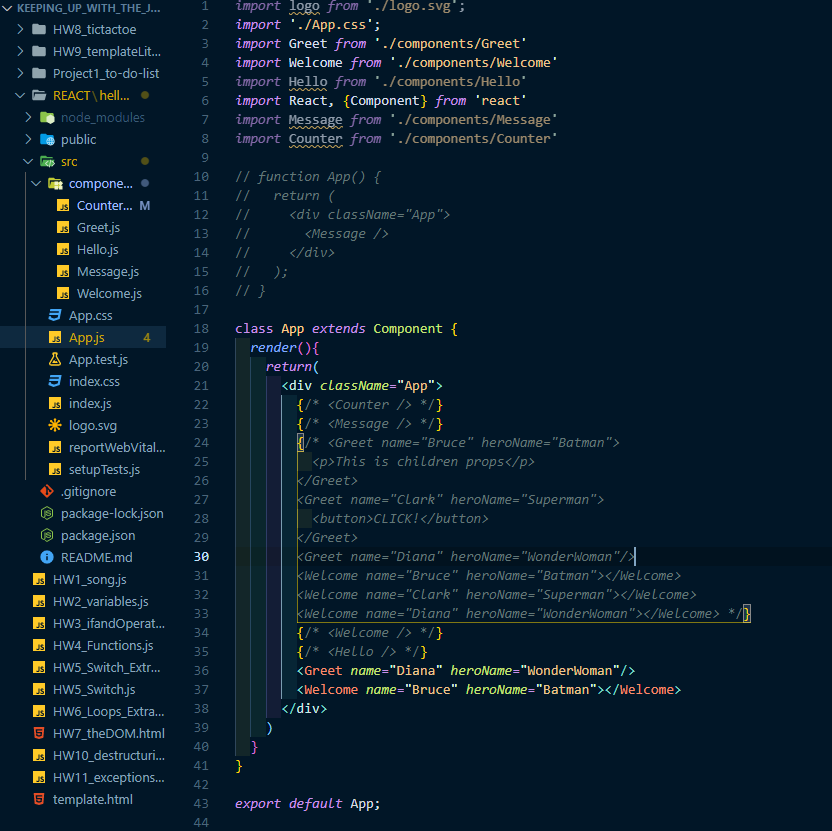 KEEPING_UP_WITH_THE_J...
HW8_tictactoe
HW9_templateLit...
Project1_to-do-list
REACT\hell...
node_modules
public
src
compone...
Counter... M
Greet.js
Hello.js
Message.js
Welcome.js
App.css
App.js 4
App.test.js
index.css
index.js
logo.svg
reportWebVital...
setupTests.js
.gitignore
package-lock.json
package.json
README.md
HW1_song.js
HW2_variables.js
HW3_ifandOperat...
HW4_Functions.js
HW5_Switch_Extr...
HW5_Switch.js
HW6_Loops_Extra...
HW7_theDOM.html
HW10_destructuri...
HW11_exceptions...
template.html
1 import logo from './logo.svg';
2 import './App.css';
3 import Greet from './components/Greet'
4 import Welcome from './components/Welcome'
5 import Hello from './components/Hello'
6 import React, {Component} from 'react'
7 import Message from './components/Message'
8 import Counter from './components/Counter'
9
10 // function App() {
11 //   return (
12 //     <div className="App">
13 //       <Message />
14 //     </div>
15 //   );
16 // }
17
18 class App extends Component {
19   render(){
20     return(
21       <div className="App">
22         {/* <Counter /> */}
23         {/* <Message /> */}
24         {/* <Greet name="Bruce" heroName="Batman">
25           <p>This is children props</p>
26         </Greet>
27         <Greet name="Clark" heroName="Superman">
28           <button>CLICK!</button>
29         </Greet>
30         <Greet name="Diana" heroName="WonderWoman"/>
31         <Welcome name="Bruce" heroName="Batman"></Welcome>
32         <Welcome name="Clark" heroName="Superman"></Welcome>
33         <Welcome name="Diana" heroName="WonderWoman"></Welcome> */}
34         {/* <Welcome /> */}
35         {/* <Hello /> */}
36         <Greet name="Diana" heroName="WonderWoman"/>
37         <Welcome name="Bruce" heroName="Batman"></Welcome>
38       </div>
39     )
40   }
41 }
42
43 export default App;
44